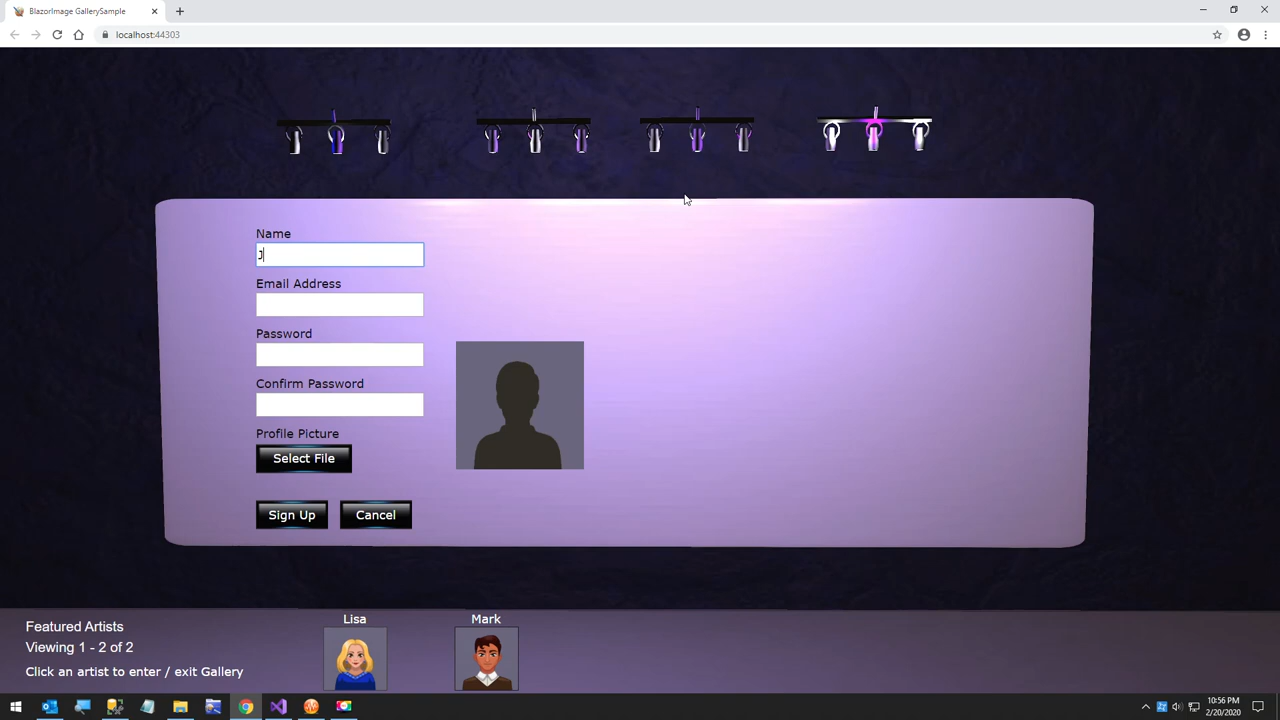 BlazorImage GallerySample
localhost:44303
Name
J
Email Address
Password
Confirm Password
Profile Picture
Select File
Sign Up Cancel
Featured Artists
Viewing 1 - 2 of 2
Click an artist to enter / exit Gallery
Lisa Mark
10:56 PM
2/20/2020